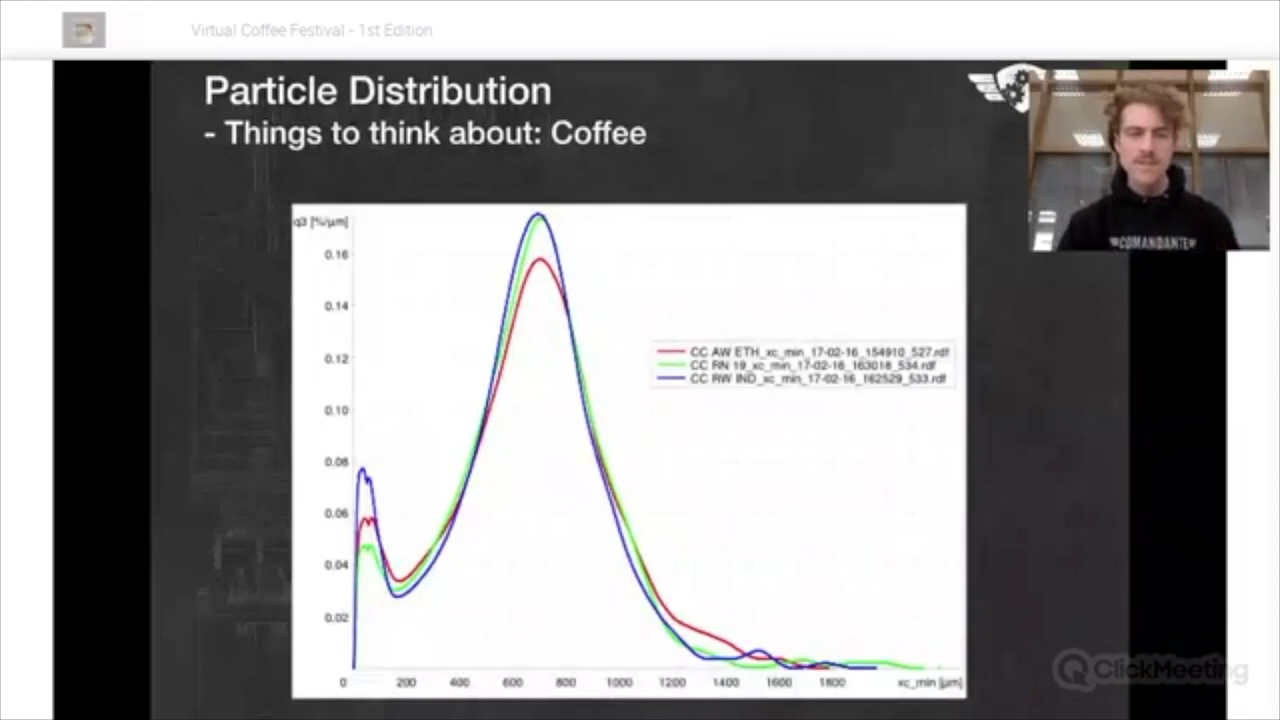 Virtual Coffee Festival - 1st Edition
Particle Distribution
- Things to think about: Coffee
COMANDANTE
q3 [%/µm]
0.16
0.14
0.12
0.10
0.08
0.06
0.04
0.02
CC AW ETH_xc_min_17-02-16_154910_527.rdf
CC RN 19_xc_min_17-02-16_163018_534.rdf
CC RW IND_xc_min_17-02-16_162529_533.rdf
0 200 400 600 800 1000 1200 1400 1600 1800 xc_min [µm]
ClickMeeting